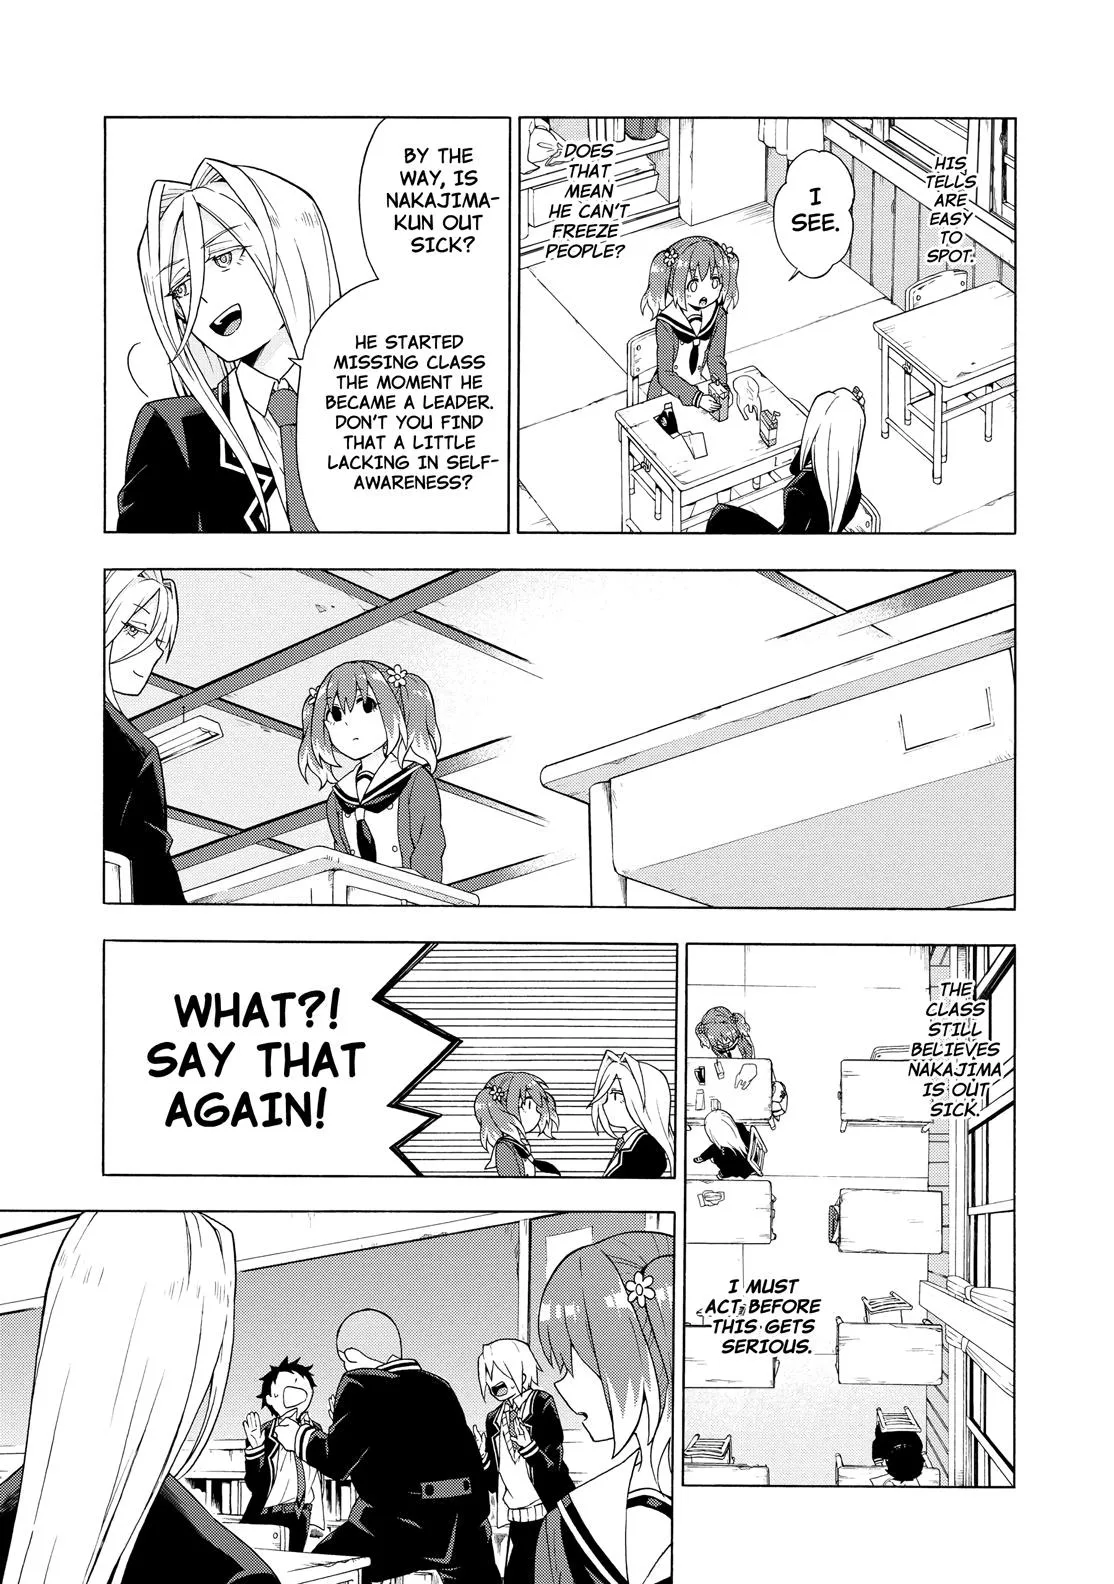 HIS
TELLS
ARE
EASY
TO
SPOT.
I
SEE.
DOES
THAT
MEAN
HE CAN'T
FREEZE
PEOPLE?
BY THE
WAY, IS
NAKAJIMA-
KUN OUT
SICK?
HE STARTED
MISSING CLASS
THE MOMENT HE
BECAME A LEADER.
DON'T YOU FIND
THAT A LITTLE
LACKING IN SELF-
AWARENESS?
THE
CLASS
STILL
BELIEVES
NAKAJIMA
IS OUT
SICK.
I MUST
ACT BEFORE
THIS GETS
SERIOUS.
WHAT?!
SAY THAT
AGAIN!